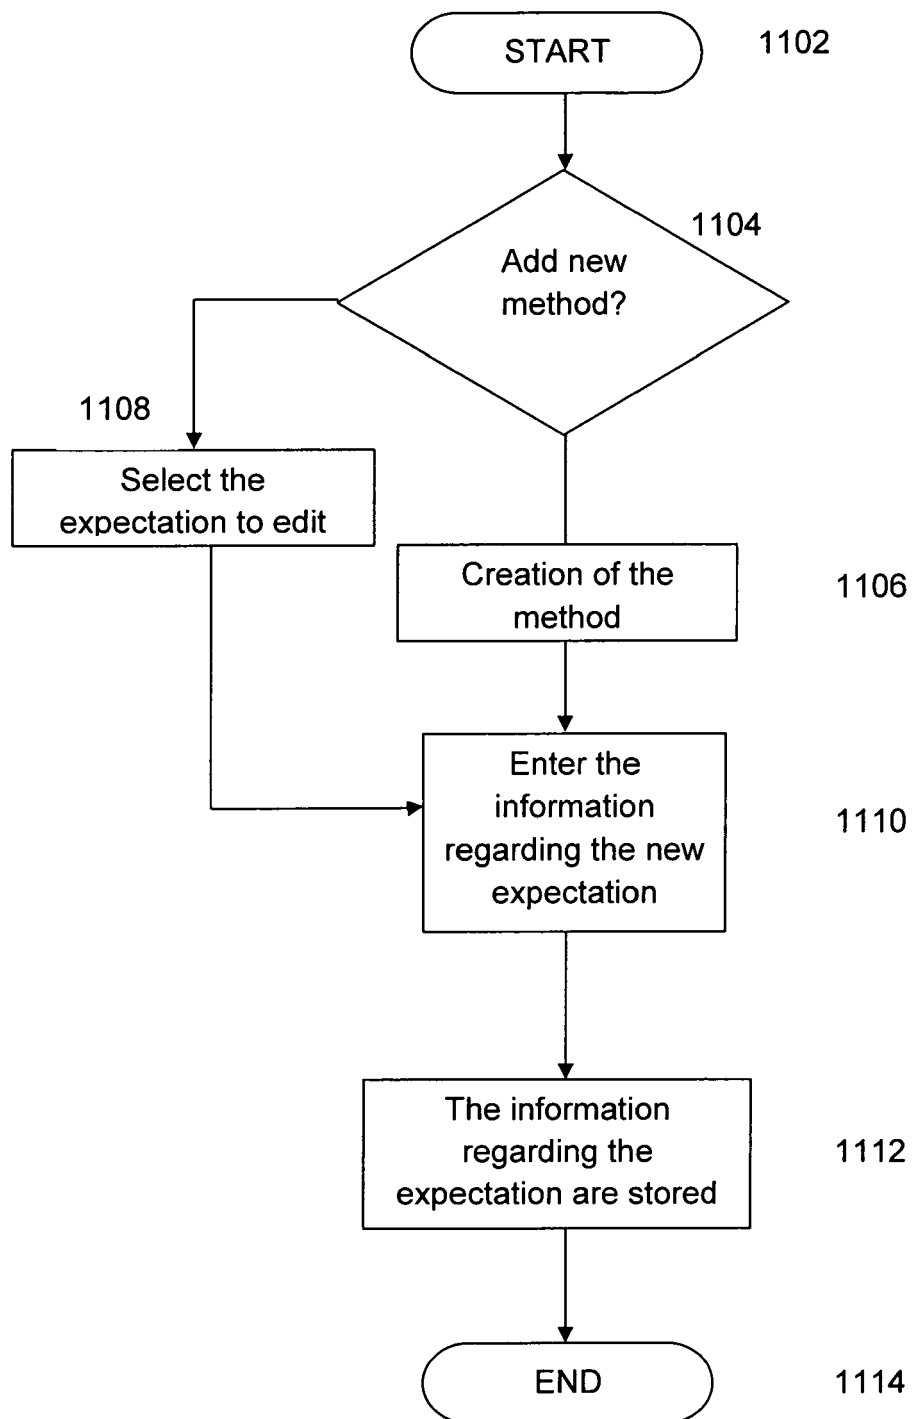 START
1102
1104
Add new
method?
1108
Select the
expectation to edit
Creation of the
method
1106
Enter the
information
regarding the new
expectation
1110
The information
regarding the
expectation are stored
1112
END
1114